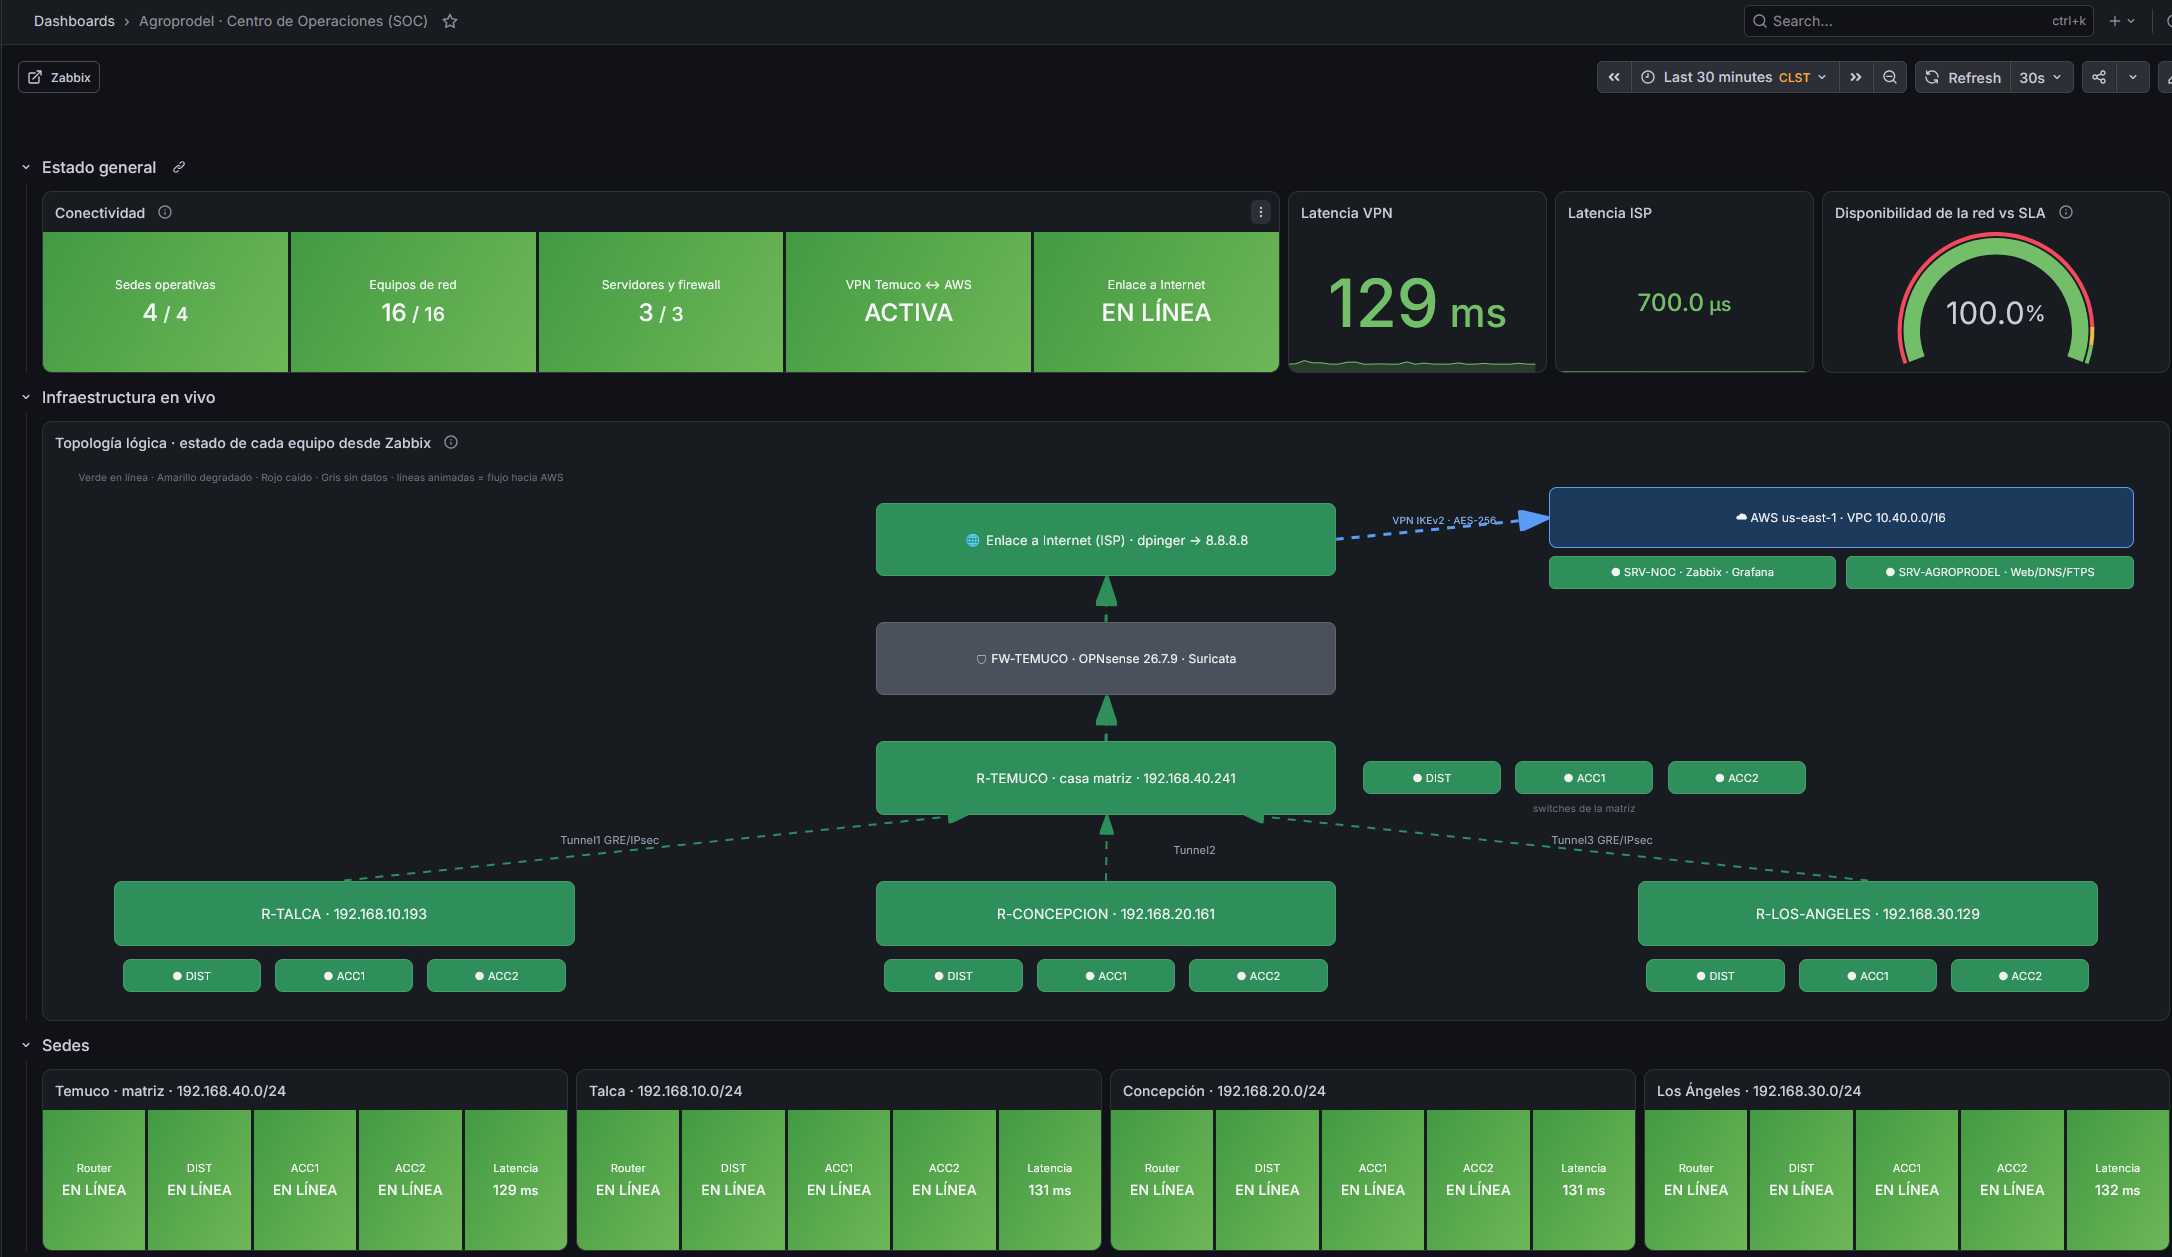 Dashboards › Agroprodel · Centro de Operaciones (SOC)
Search... ctrl+k
Zabbix
Last 30 minutes CLST
Refresh 30s
Estado general
Conectividad
Sedes operativas
4 / 4
Equipos de red
16 / 16
Servidores y firewall
3 / 3
VPN Temuco ↔ AWS
ACTIVA
Enlace a Internet
EN LÍNEA
Latencia VPN
129 ms
Latencia ISP
700.0 µs
Disponibilidad de la red vs SLA
100.0%
Infraestructura en vivo
Topología lógica · estado de cada equipo desde Zabbix
Verde en línea · Amarillo degradado · Rojo caído · Gris sin datos · líneas animadas = flujo hacia AWS
Enlace a Internet (ISP) · dpinger → 8.8.8.8
VPN IKEv2 · AES-256
AWS us-east-1 · VPC 10.40.0.0/16
SRV-NOC · Zabbix · Grafana
SRV-AGROPRODEL · Web/DNS/FTPS
FW-TEMUCO · OPNsense 26.7.9 · Suricata
R-TEMUCO · casa matriz · 192.168.40.241
DIST
ACC1
ACC2
switches de la matriz
Tunnel1 GRE/IPsec
Tunnel2
Tunnel3 GRE/IPsec
R-TALCA · 192.168.10.193
R-CONCEPCION · 192.168.20.161
R-LOS-ANGELES · 192.168.30.129
DIST
ACC1
ACC2
DIST
ACC1
ACC2
DIST
ACC1
ACC2
Sedes
Temuco · matriz · 192.168.40.0/24
Router
EN LÍNEA
DIST
EN LÍNEA
ACC1
EN LÍNEA
ACC2
EN LÍNEA
Latencia
129 ms
Talca · 192.168.10.0/24
Router
EN LÍNEA
DIST
EN LÍNEA
ACC1
EN LÍNEA
ACC2
EN LÍNEA
Latencia
131 ms
Concepción · 192.168.20.0/24
Router
EN LÍNEA
DIST
EN LÍNEA
ACC1
EN LÍNEA
ACC2
EN LÍNEA
Latencia
131 ms
Los Ángeles · 192.168.30.0/24
Router
EN LÍNEA
DIST
EN LÍNEA
ACC1
EN LÍNEA
ACC2
EN LÍNEA
Latencia
132 ms